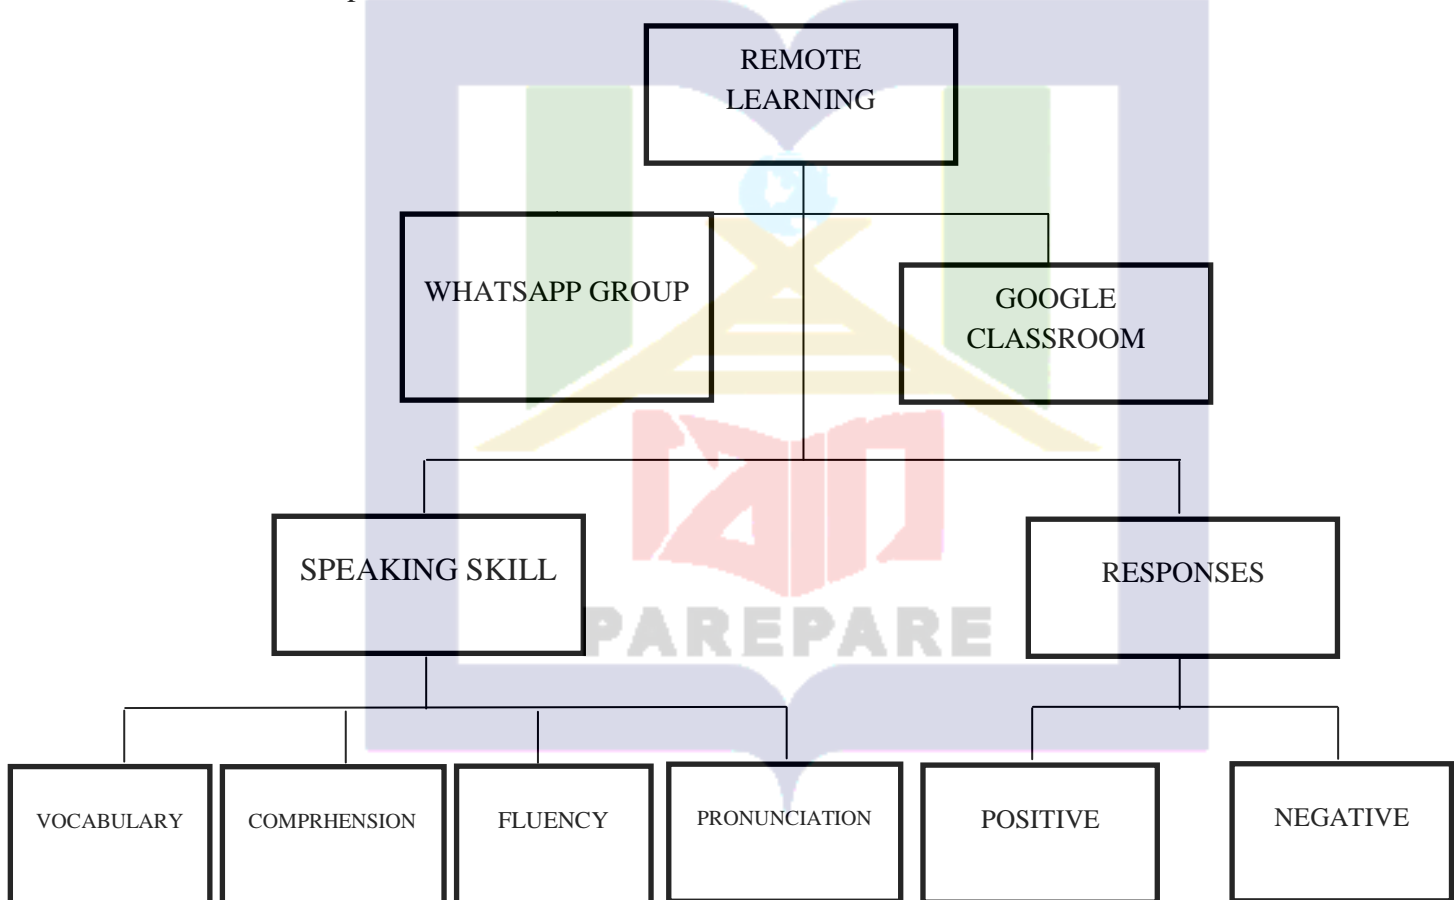 REMOTE
LEARNING
WHATSAPP GROUP
GOOGLE
CLASSROOM
SPEAKING SKILL
RESPONSES
PAREPARE
VOCABULARY
COMPRHENSION
FLUENCY
PRONUNCIATION
POSITIVE
NEGATIVE